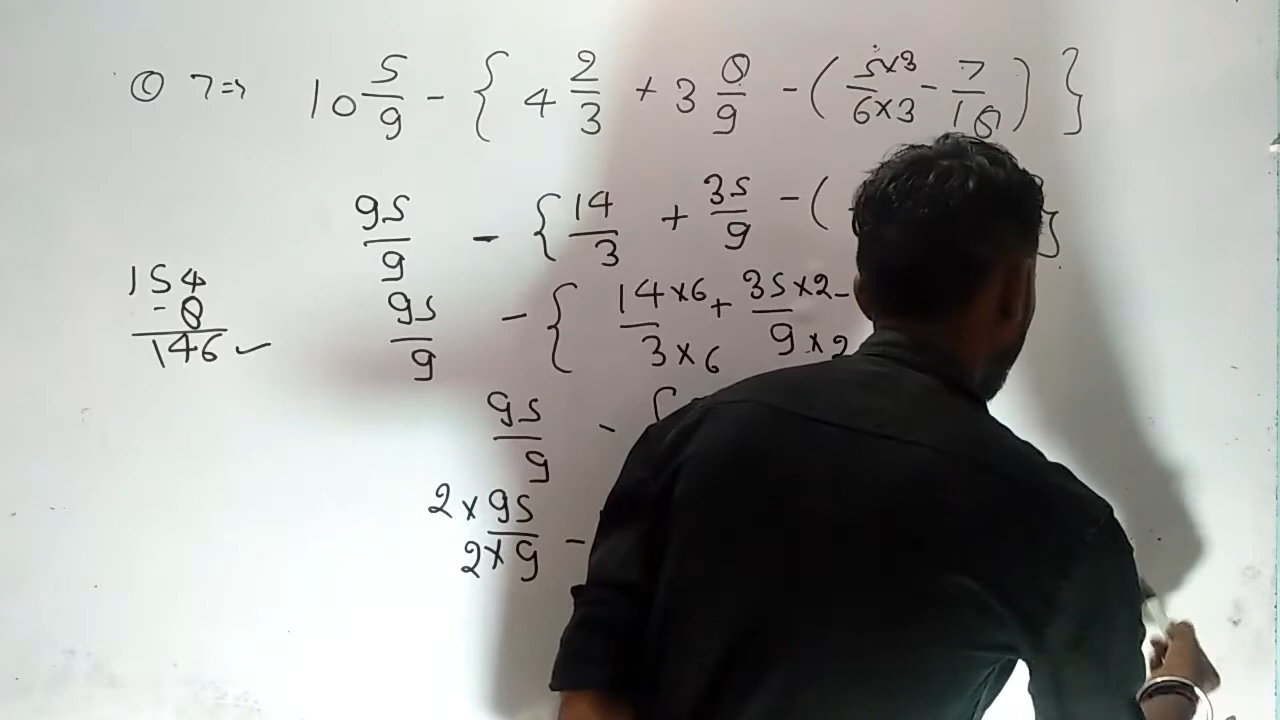 © 7⇒ 10 5/9 - { 4 2/3 + 3 8/9 - ( 5×3/6×3 - 7/18 ) }
95/9 - { 14/3 + 35/9 - ( }
154
- 8
146 ✓
95/9 - { 14×6/3×6 + 35×2/9×2 -
95/9 - {
2×95/2×9 -